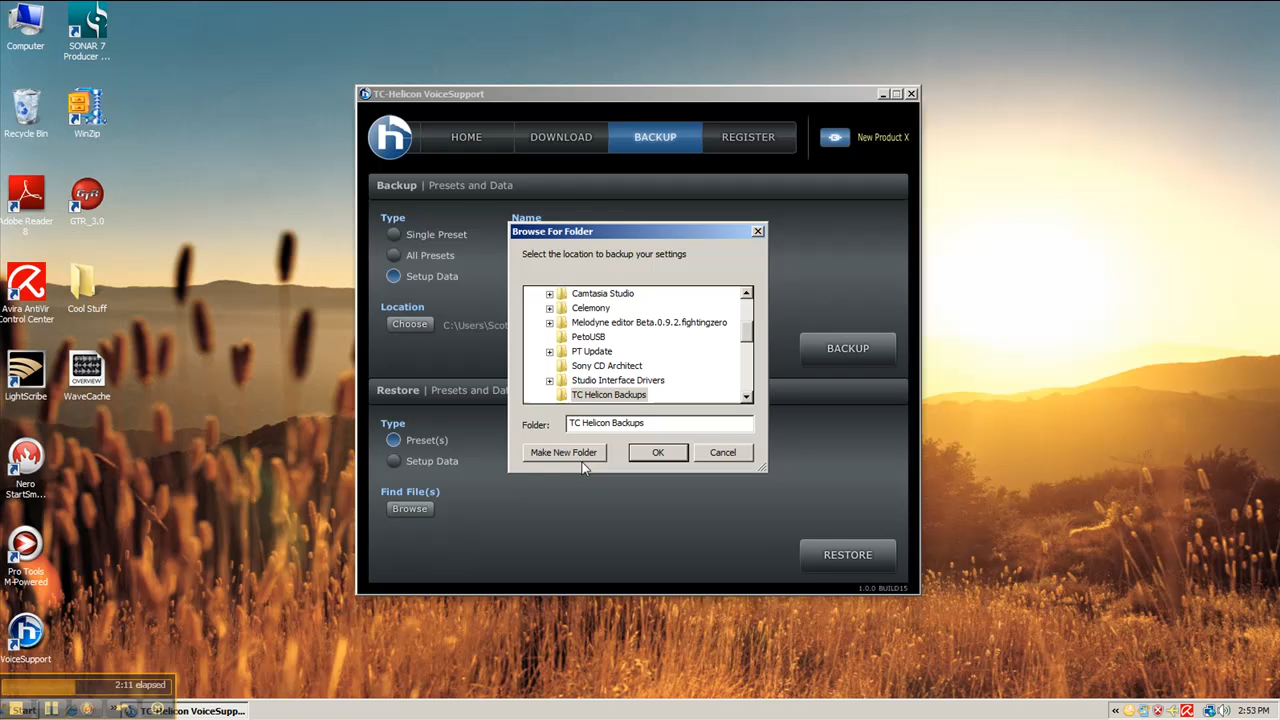 Computer
SONAR 7
Producer ...
Recycle Bin
WinZip
Adobe Reader
8
GTR_3.0
Avira AntiVir
Control Center
Cool Stuff
LightScribe
OVERVIEW
WaveCache
Nero
StartSm...
Pro Tools
M-Powered
VoiceSupport
TC-Helicon VoiceSupport
h
HOME
DOWNLOAD
BACKUP
REGISTER
New Product X
Backup | Presets and Data
Type
Name
Single Preset
All Presets
Setup Data
Location
Choose
C:\Users\Scot
BACKUP
Browse For Folder
Select the location to backup your settings
Camtasia Studio
Celemony
Melodyne editor Beta.0.9.2.fightingzero
PetoUSB
PT Update
Sony CD Architect
Studio Interface Drivers
TC Helicon Backups
Folder:
TC Helicon Backups
Make New Folder
OK
Cancel
Restore | Presets and Dat
Type
Preset(s)
Setup Data
Find File(s)
Browse
RESTORE
1.0.0 BUILD15
2:11 elapsed
Start
TC-Helicon VoiceSupp...
2:53 PM